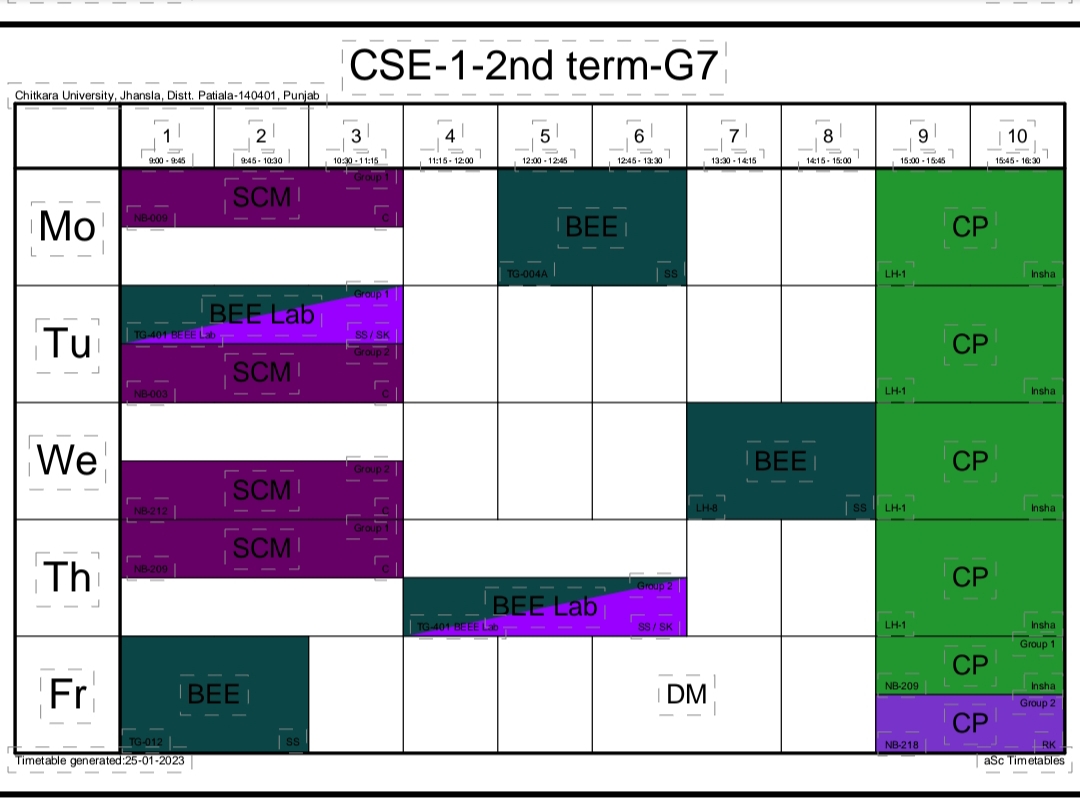 CSE-1-2nd term-G7
Chitkara University, Jhansla, Distt. Patiala-140401, Punjab
1 2 3 4 5 6 7 8 9 10
9:00 - 9:45 9:45 - 10:30 10:30 - 11:15 11:15 - 12:00 12:00 - 12:45 12:45 - 13:30 13:30 - 14:15 14:15 - 15:00 15:00 - 15:45 15:45 - 16:30
Mo
Group 1
SCM
NB-009 C
BEE
TG-004A SS
CP
LH-1 Insha
Tu
Group 1
BEE Lab
TG-401 BEEE Lab SS / SK
Group 2
SCM
NB-003 C
CP
LH-1 Insha
We
Group 2
SCM
NB-212 C
BEE
LH-8 SS
CP
LH-1 Insha
Th
Group 1
SCM
NB-209 C
Group 2
BEE Lab
TG-401 BEEE Lab SS / SK
CP
LH-1 Insha
Fr
BEE
TG-012 SS
DM
Group 1
CP
NB-209 Insha
Group 2
CP
NB-218 RK
Timetable generated:25-01-2023 aSc Timetables